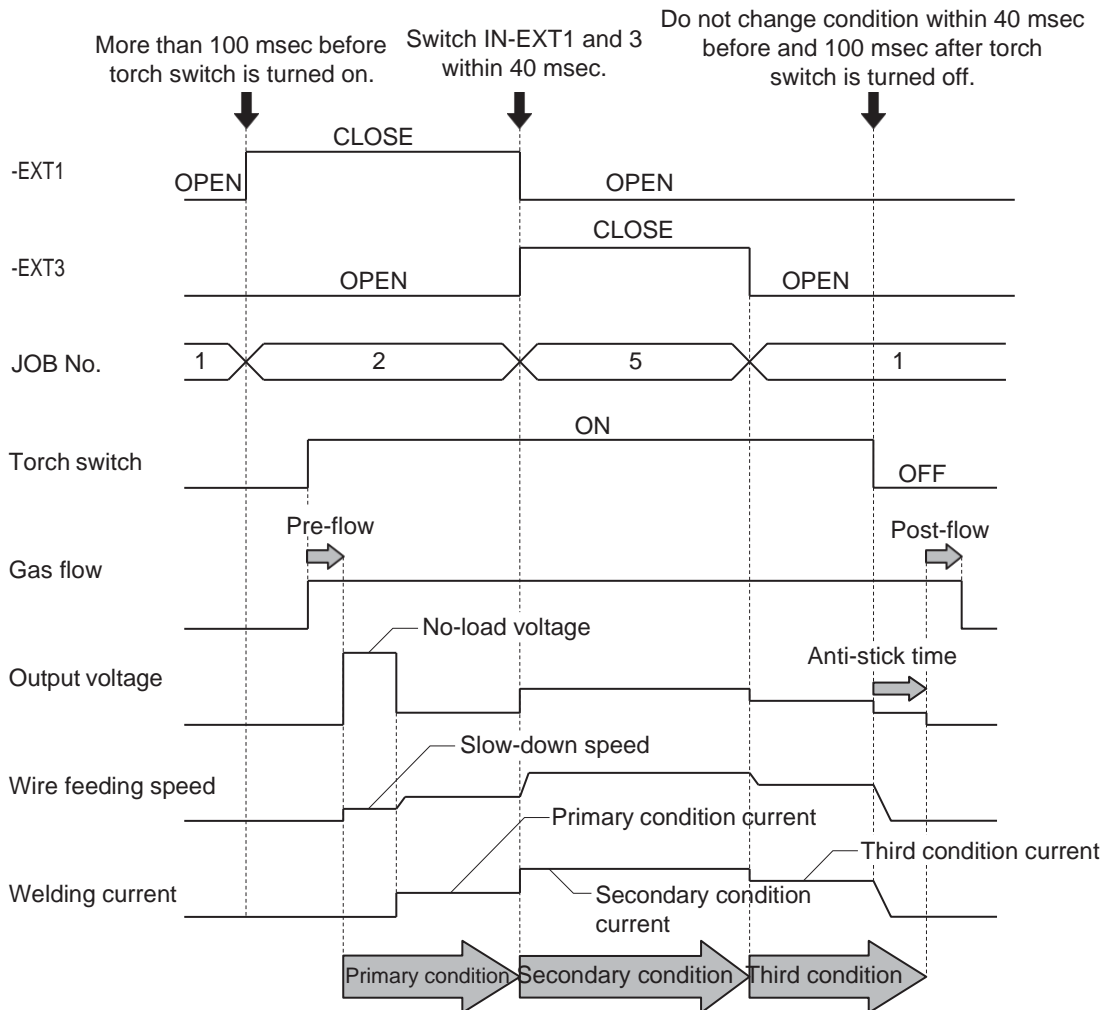 More than 100 msec before
torch switch is turned on.
Switch IN-EXT1 and 3
within 40 msec.
Do not change condition within 40 msec
before and 100 msec after torch
switch is turned off.
-EXT1
OPEN
CLOSE
OPEN
-EXT3
OPEN
CLOSE
OPEN
JOB No.
1
2
5
1
Torch switch
ON
OFF
Gas flow
Pre-flow
Post-flow
Output voltage
No-load voltage
Anti-stick time
Wire feeding speed
Slow-down speed
Welding current
Primary condition current
Secondary condition
current
Third condition current
Primary condition
Secondary condition
Third condition